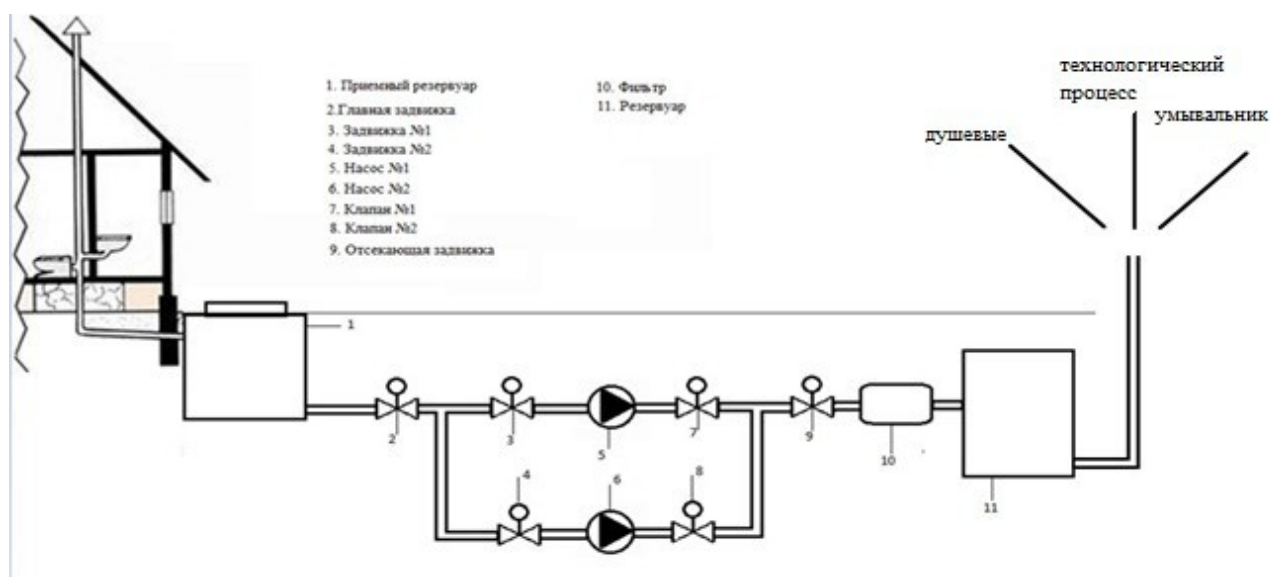 1. Приемный резервуар
2.Главная задвижка
3. Задвижка №1
4. Задвижка №2
5. Насос №1
6. Насос №2
7. Клапан №1
8. Клапан №2
9. Отсекающая задвижка
10. Фильтр
11. Резервуар
технологический
процесс
умывальник
душевые
1
2
3
5
7
9
10
4
6
8
11